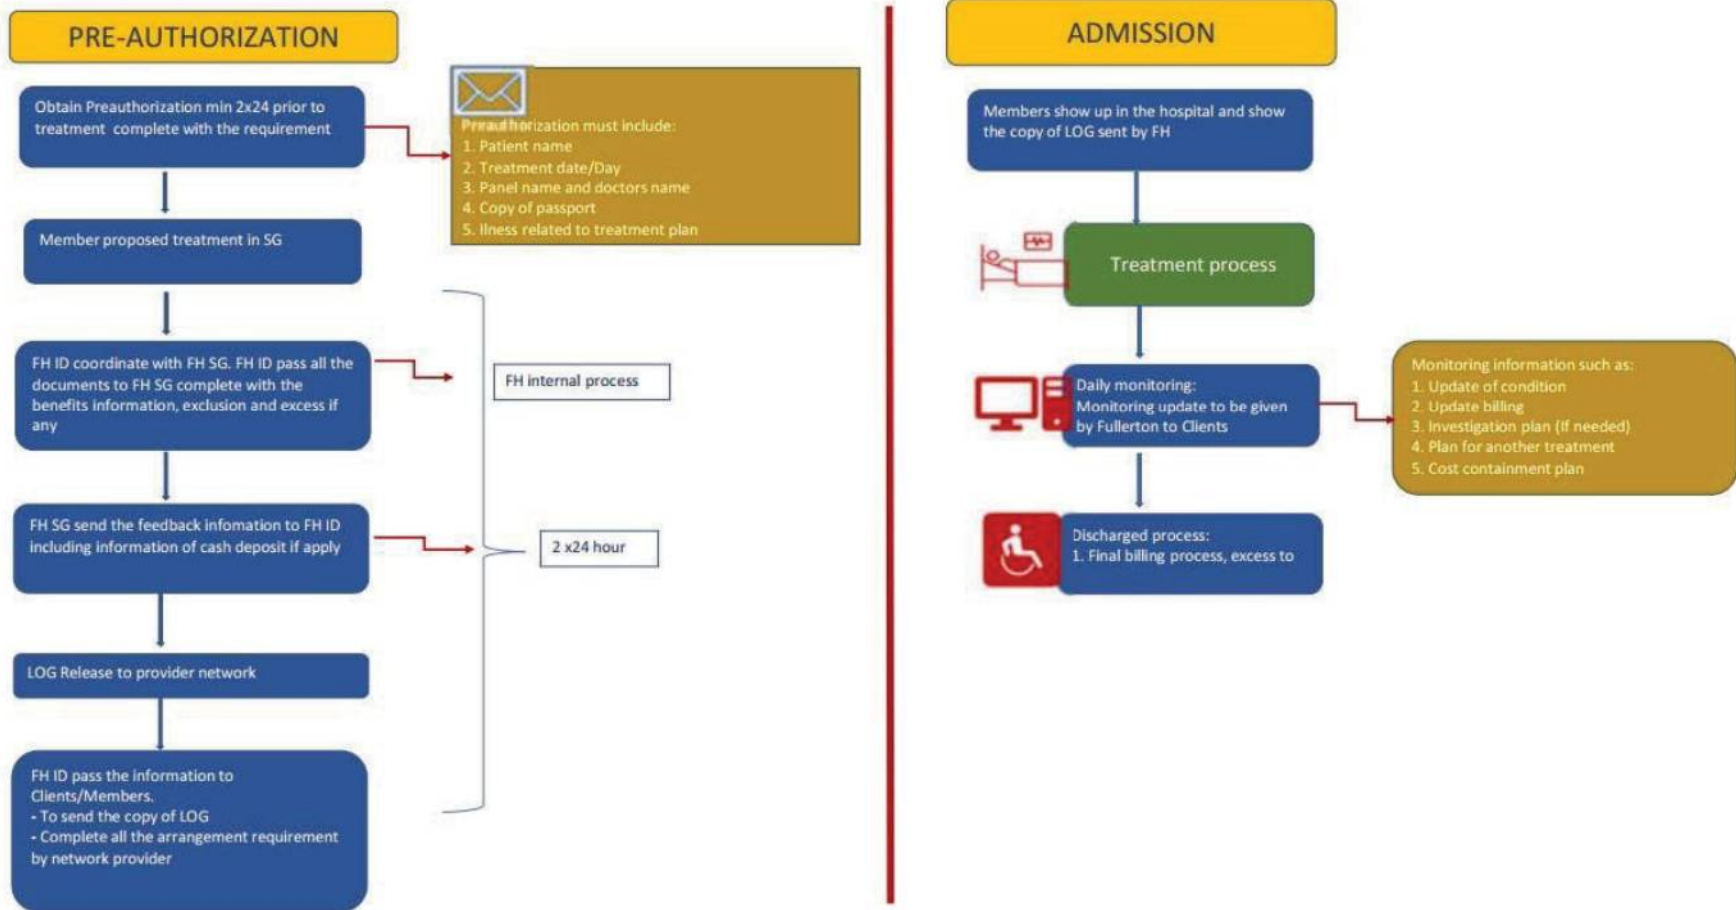 PRE-AUTHORIZATION
Obtain Preauthorization min 2x24 prior to
treatment complete with the requirement
Preauthorization must include:
1. Patient name
2. Treatment date/Day
3. Panel name and doctors name
4. Copy of passport
5. Ilness related to treatment plan
Member proposed treatment in SG
FH ID coordinate with FH SG. FH ID pass all the
documents to FH SG complete with the
benefits information, exclusion and excess if
any
FH internal process
FH SG send the feedback infomation to FH ID
including information of cash deposit if apply
2 x24 hour
LOG Release to provider network
FH ID pass the information to
Clients/Members.
- To send the copy of LOG
- Complete all the arrangement requirement
by network provider
ADMISSION
Members show up in the hospital and show
the copy of LOG sent by FH
Treatment process
Daily monitoring:
Monitoring update to be given
by Fullerton to Clients
Monitoring information such as:
1. Update of condition
2. Update billing
3. Investigation plan (If needed)
4. Plan for another treatment
5. Cost containment plan
Discharged process:
1. Final billing process, excess to